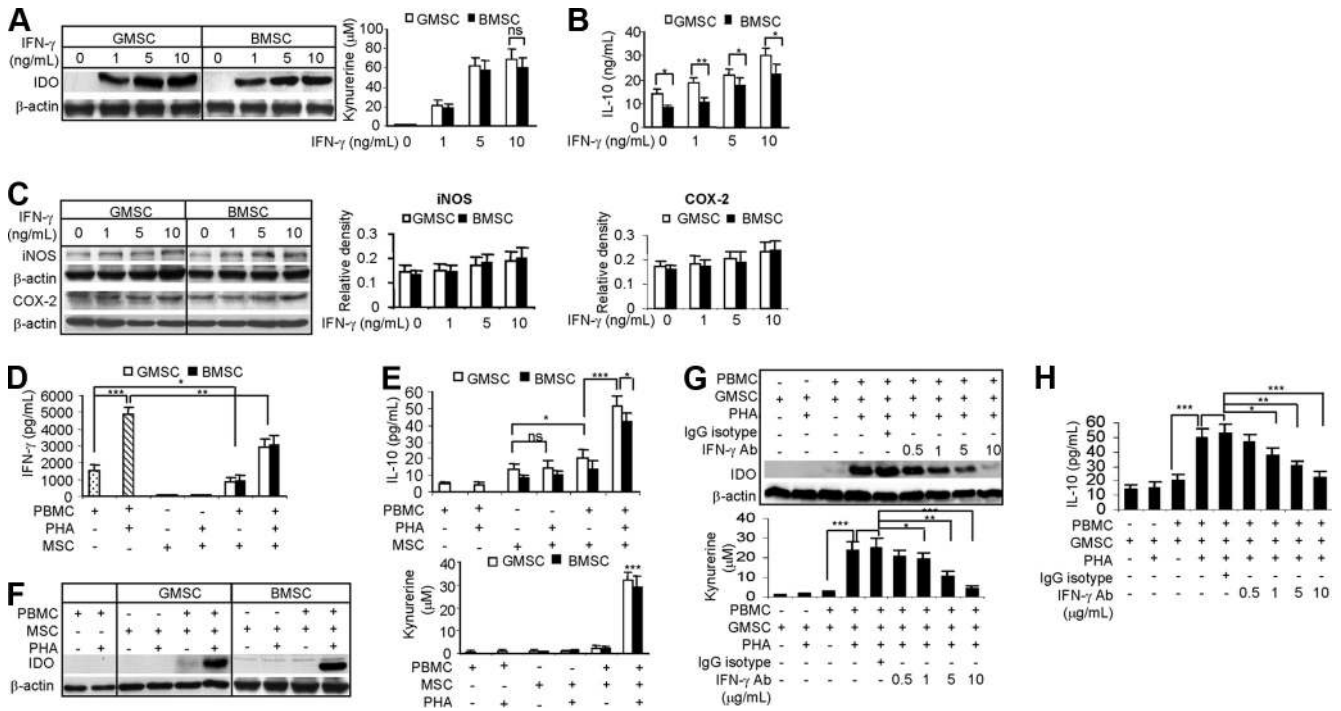 A
IFN-γ (ng/mL)
GMSC BMSC
0 1 5 10 0 1 5 10
IDO
β-actin
GMSC BMSC
ns
Kynurerine (μM)
100
80
60
40
20
0
IFN-γ (ng/mL) 0 1 5 10
B
GMSC BMSC
* ** * *
IL-10 (ng/mL)
50
40
30
20
10
0
IFN-γ (ng/mL) 0 1 5 10
C
IFN-γ (ng/mL)
GMSC BMSC
0 1 5 10 0 1 5 10
iNOS
β-actin
COX-2
β-actin
iNOS
GMSC BMSC
Relative density
0.3
0.2
0.1
0
IFN-γ (ng/mL) 0 1 5 10
COX-2
GMSC BMSC
Relative density
0.3
0.2
0.1
0
IFN-γ (ng/mL) 0 1 5 10
D
GMSC BMSC
*
*** **
IFN-γ (pg/mL)
6000
5000
4000
3000
2000
1000
0
PBMC + + - - + +
PHA - + - + - +
MSC - - + + + +
E
GMSC BMSC
*** *
*
ns
IL-10 (pg/mL)
60
50
40
30
20
10
0
PBMC + + - - + +
PHA - + - + - +
MSC - - + + + +
GMSC BMSC
***
Kynurerine (μM)
40
30
20
10
0
PBMC + + - - + +
MSC - - + + + +
PHA - + - + - +
F
GMSC BMSC
PBMC + + - - + + - - + +
MSC - - + + + + + + + +
PHA - + - + - + - + - +
IDO
β-actin
G
PBMC - - + + + + + + +
GMSC + + + + + + + + +
PHA - + - + + + + + +
IgG isotype +
IFN-γ Ab 0.5 1 5 10
IDO
β-actin
***
**
*** *
Kynurerine (μM)
40
30
20
10
0
PBMC - - + + + + + + +
GMSC + + + + + + + + +
PHA - + - + + + + + +
IgG isotype +
IFN-γ Ab 0.5 1 5 10
(μg/mL)
H
***
**
*** *
IL-10 (pg/mL)
60
50
40
30
20
10
0
PBMC - - + + + + + + +
GMSC + + + + + + + + +
PHA - + - + + + + + +
IgG isotype +
IFN-γ Ab 0.5 1 5 10
(μg/mL)